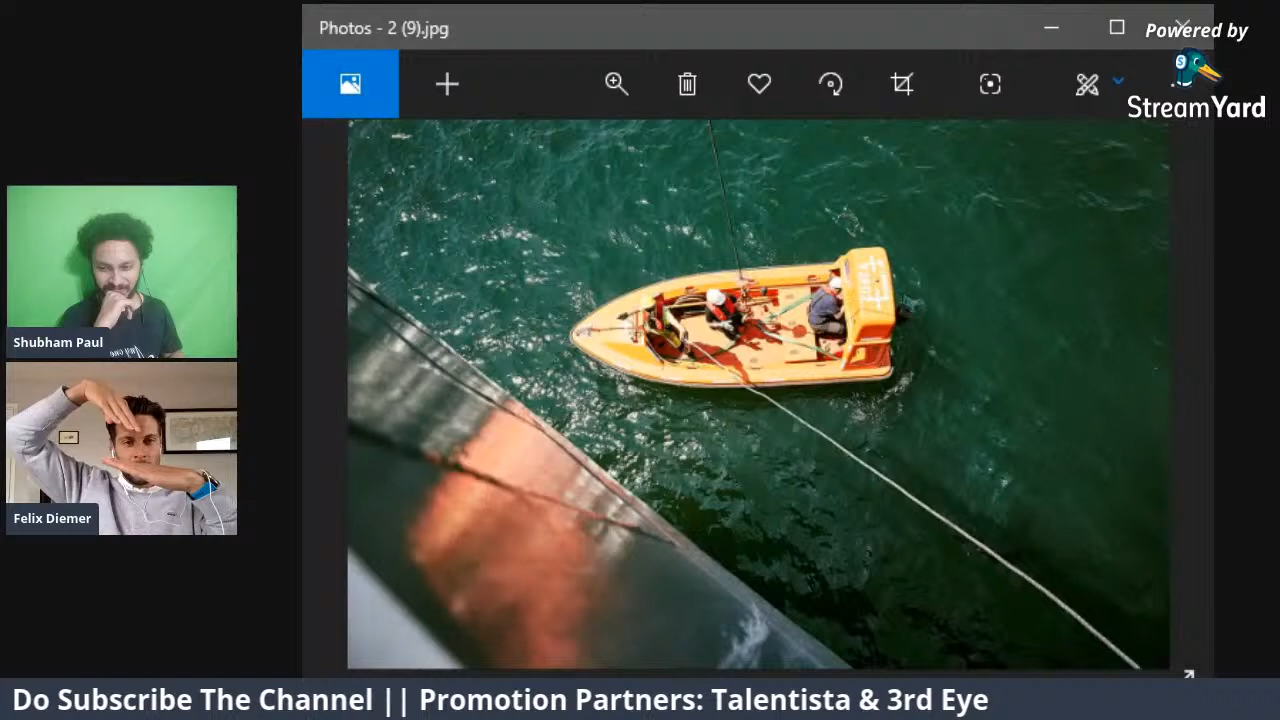 Photos - 2 (9).jpg
Powered by
StreamYard
Shubham Paul
Felix Diemer
Do Subscribe The Channel || Promotion Partners: Talentista & 3rd Eye